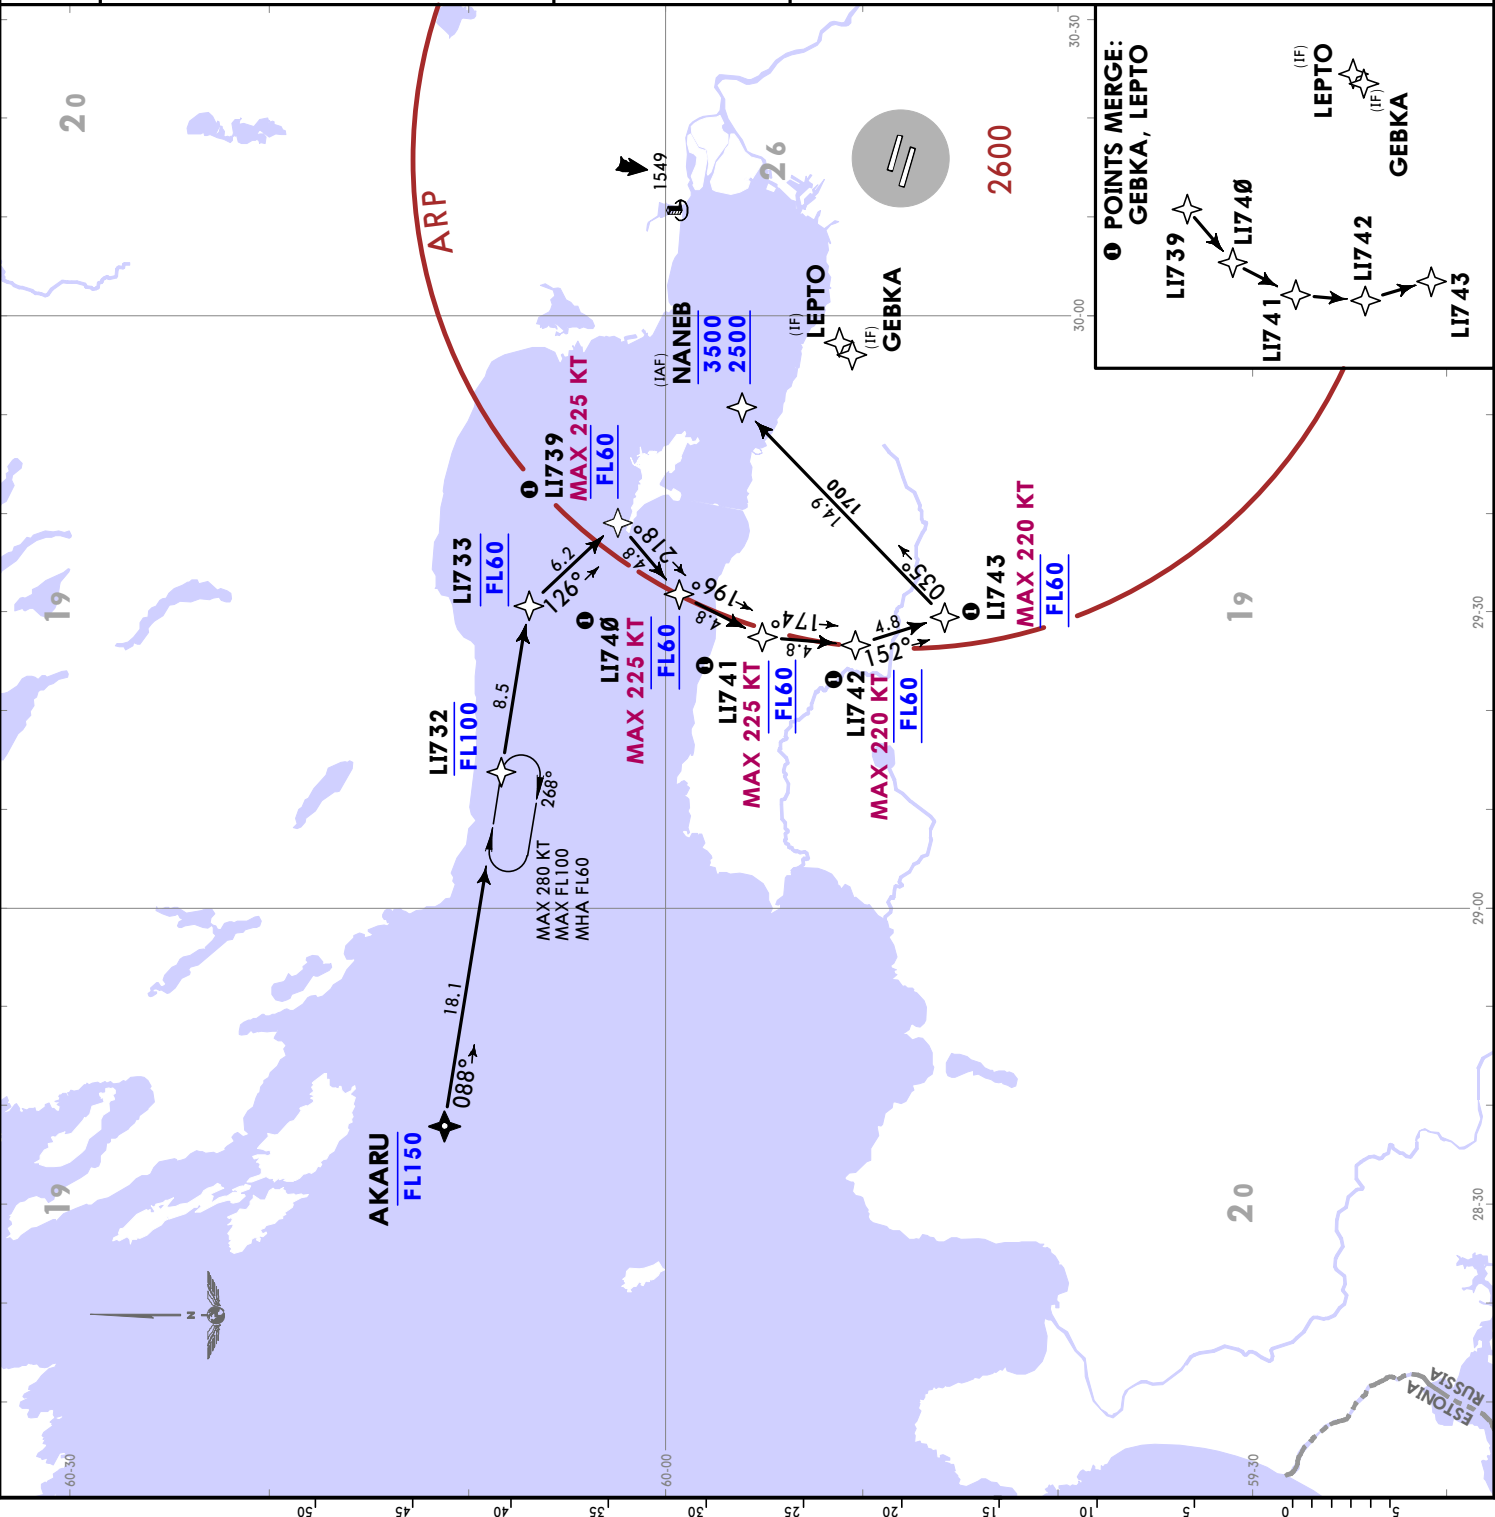 20
ARP
1549
26
2600
30-30
❶ POINTS MERGE:
GEBKA, LEPTO
(IF)
LEPTO
(IF)
GEBKA
LI739
LI74Ø
LI741
LI742
LI743
30-00
(IAF)
NANEB
3500
2500
(IF)
LEPTO
(IF)
GEBKA
❶
LI739
MAX 225 KT
FL60
LI733
FL60
6.2
126°
4.8
218°
❶
LI74Ø
MAX 225 KT
FL60
4.8
196°
❶
LI741
MAX 225 KT
FL60
4.8
174°
❶
LI742
MAX 220 KT
FL60
4.8
152°
❶
LI743
MAX 220 KT
FL60
035°
14.9
1700
19
19
29-30
LI732
FL100
8.5
268°
MAX 280 KT
MAX FL100
MHA FL60
29-00
18.1
088°
AKARU
FL150
19
20
28-30
N
ESTONIA
RUSSIA
60-30
60-00
59-30
50
45
40
35
30
25
20
15
10
5
0
5